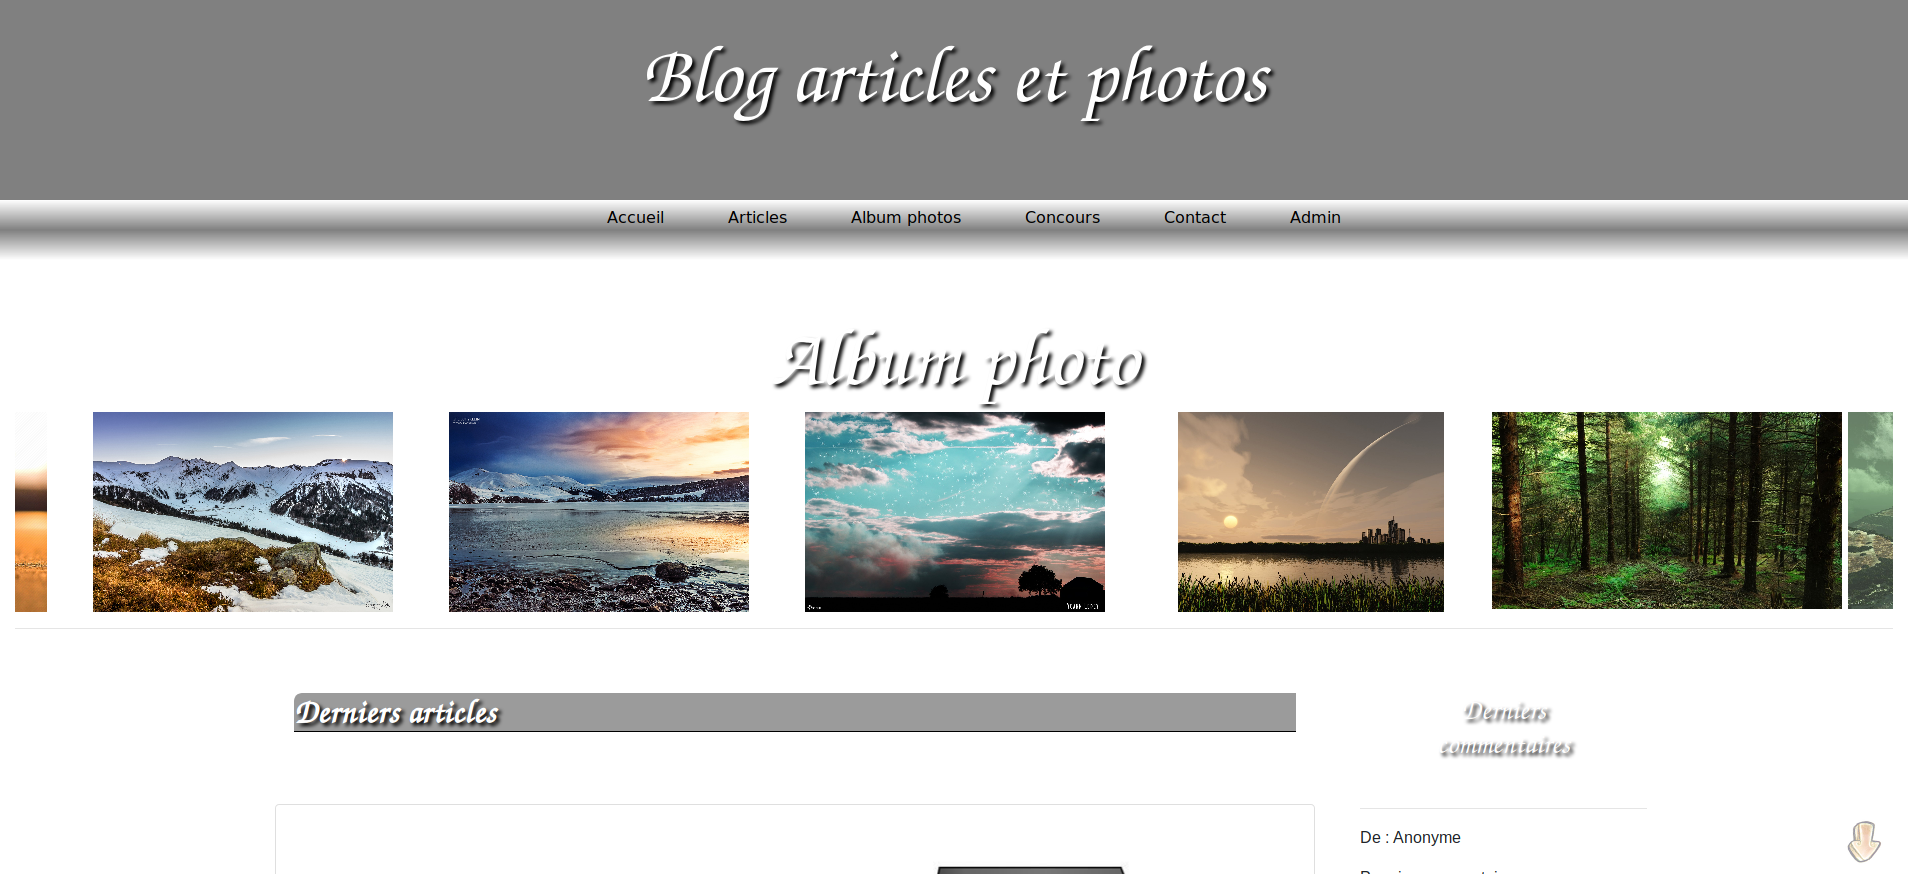 Blog articles et photos
Accueil Articles Album photos Concours Contact Admin
Album photo
Derniers articles
Derniers
commentaires
De : Anonyme